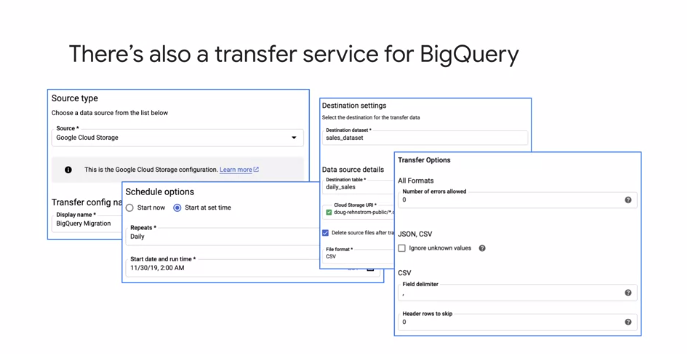 There's also a transfer service for BigQuery
Source type
Choose a data source from the list below
Source *
Google Cloud Storage
This is the Google Cloud Storage configuration. Learn more
Transfer config
Display name *
BigQuery Migration
Schedule options
Start now
Start at set time
Repeats *
Daily
Start date and run time *
11/30/19, 2:00 AM
Destination settings
Select the destination for the transfer data
Destination dataset *
sales_dataset
Data source details
Destination table *
daily_sales
Cloud Storage URI *
doug-rehnstrom-public/*.
Delete source files after
File format *
CSV
Transfer Options
All Formats
Number of errors allowed
0
JSON, CSV
Ignore unknown values
CSV
Field delimiter
,
Header rows to skip
0